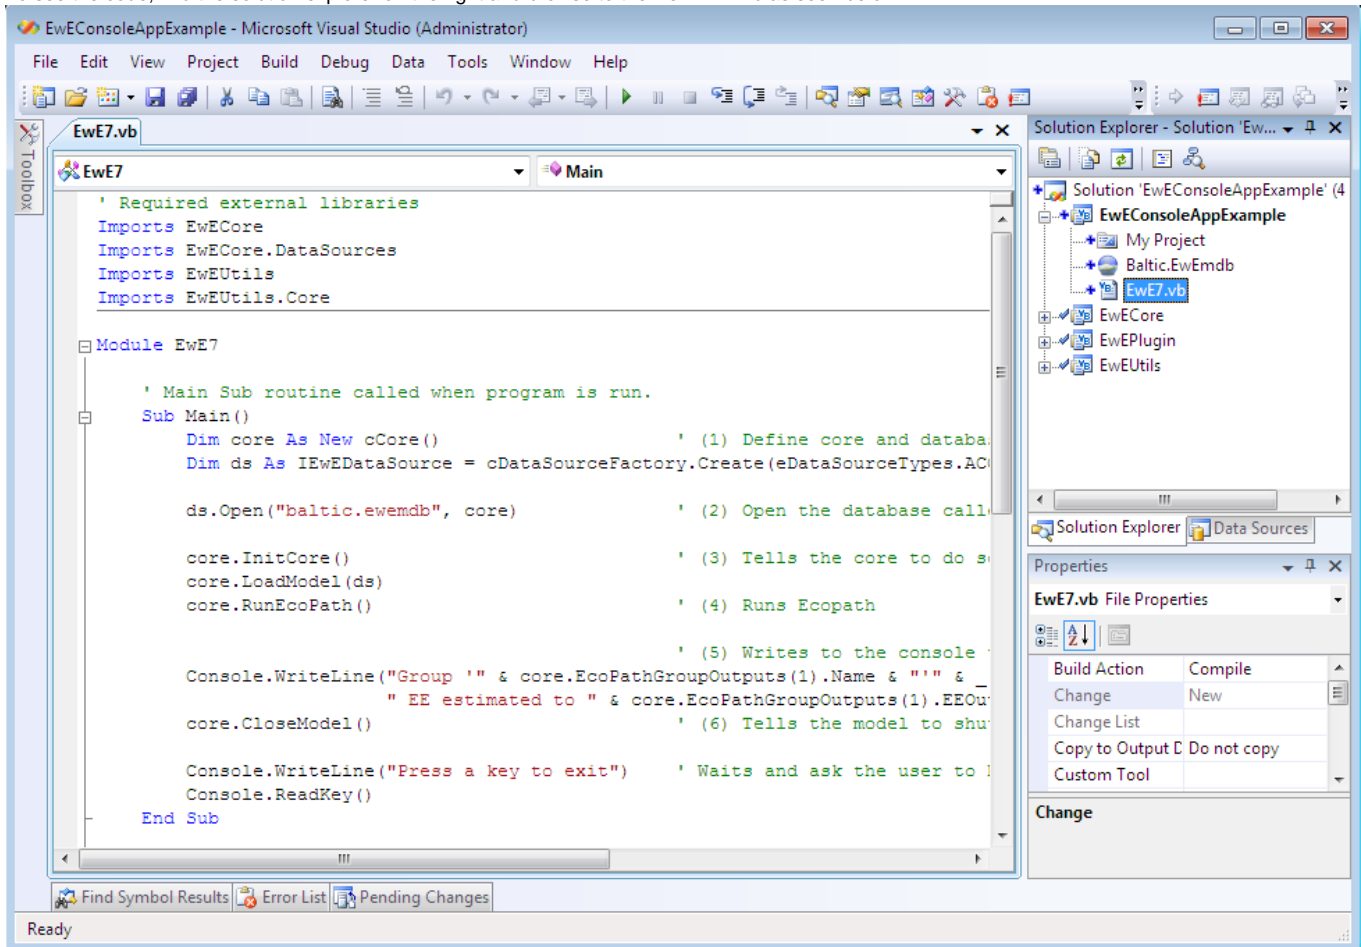 EwEConsoleAppExample - Microsoft Visual Studio (Administrator)
File Edit View Project Build Debug Data Tools Window Help
Toolbox
EwE7.vb
EwE7
Main
' Required external libraries
Imports EwECore
Imports EwECore.DataSources
Imports EwEUtils
Imports EwEUtils.Core
Module EwE7
' Main Sub routine called when program is run.
Sub Main()
Dim core As New cCore() ' (1) Define core and databa
Dim ds As IEwEDataSource = cDataSourceFactory.Create(eDataSourceTypes.AC
ds.Open("baltic.ewemdb", core) ' (2) Open the database call
core.InitCore() ' (3) Tells the core to do s
core.LoadModel(ds)
core.RunEcoPath() ' (4) Runs Ecopath
' (5) Writes to the console
Console.WriteLine("Group '" & core.EcoPathGroupOutputs(1).Name & "'" & _
" EE estimated to " & core.EcoPathGroupOutputs(1).EEOu
core.CloseModel() ' (6) Tells the model to shu
Console.WriteLine("Press a key to exit") ' Waits and ask the user to
Console.ReadKey()
End Sub
Solution Explorer - Solution 'Ew...
Solution 'EwEConsoleAppExample' (4
EwEConsoleAppExample
My Project
Baltic.EwEmdb
EwE7.vb
EwECore
EwEPlugin
EwEUtils
Solution Explorer Data Sources
Properties
EwE7.vb File Properties
Build Action Compile
Change New
Change List
Copy to Output D Do not copy
Custom Tool
Change
Find Symbol Results Error List Pending Changes
Ready